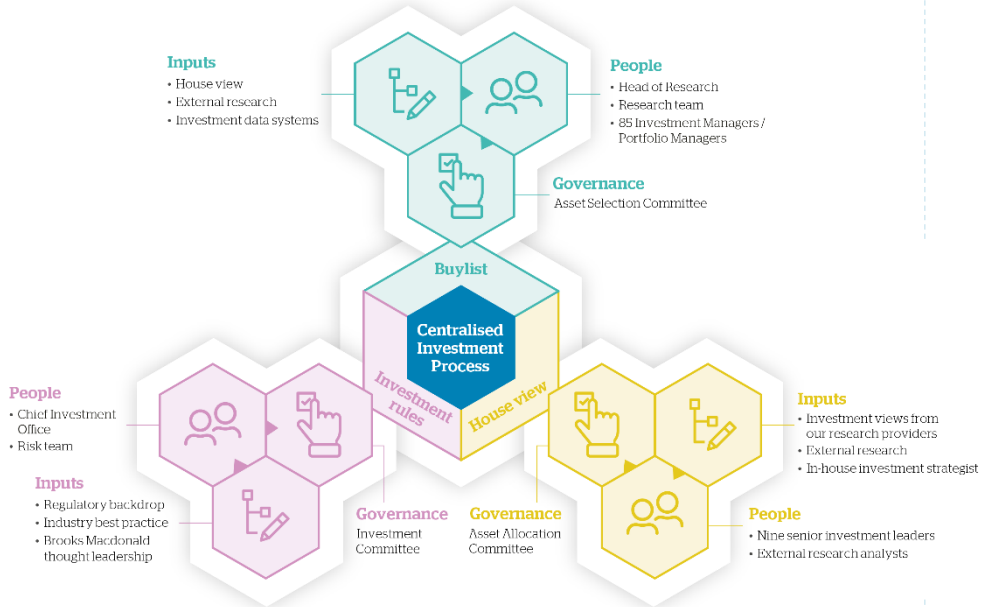 Inputs
• House view
• External research
• Investment data systems
People
• Head of Research
• Research team
• 85 Investment Managers /
Portfolio Managers
Governance
Asset Selection Committee
Buylist
Centralised
Investment
Process
Investment
rules
House view
People
• Chief Investment
Office
• Risk team
Inputs
• Regulatory backdrop
• Industry best practice
• Brooks Macdonald
thought leadership
Governance
Investment
Committee
Governance
Asset Allocation
Committee
Inputs
• Investment views from
our research providers
• External research
• In-house investment strategist
People
• Nine senior investment leaders
• External research analysts